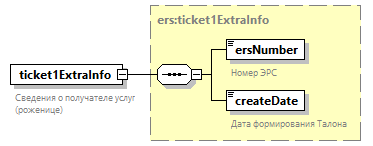 ers:ticket1ExtraInfo
ticket1ExtraInfo
Сведения о получателе услуг
(роженице)
ersNumber
Номер ЭРС
createDate
Дата формирования Талона